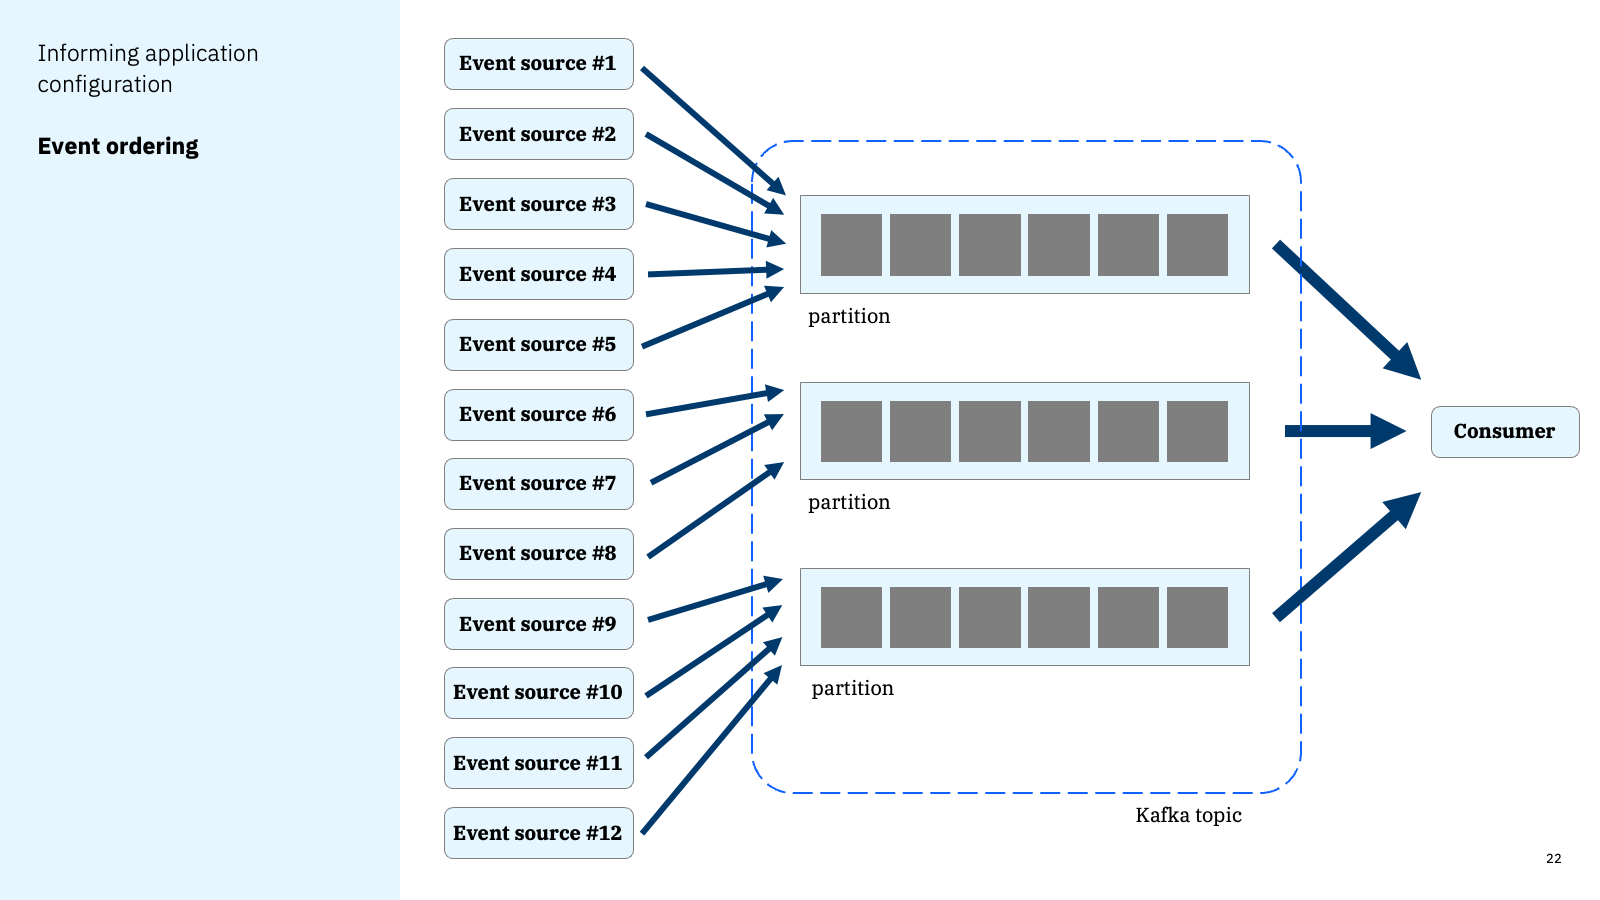 Informing application
configuration
Event ordering
Event source #1
Event source #2
Event source #3
Event source #4
Event source #5
Event source #6
Event source #7
Event source #8
Event source #9
Event source #10
Event source #11
Event source #12
partition
partition
partition
Kafka topic
Consumer
22